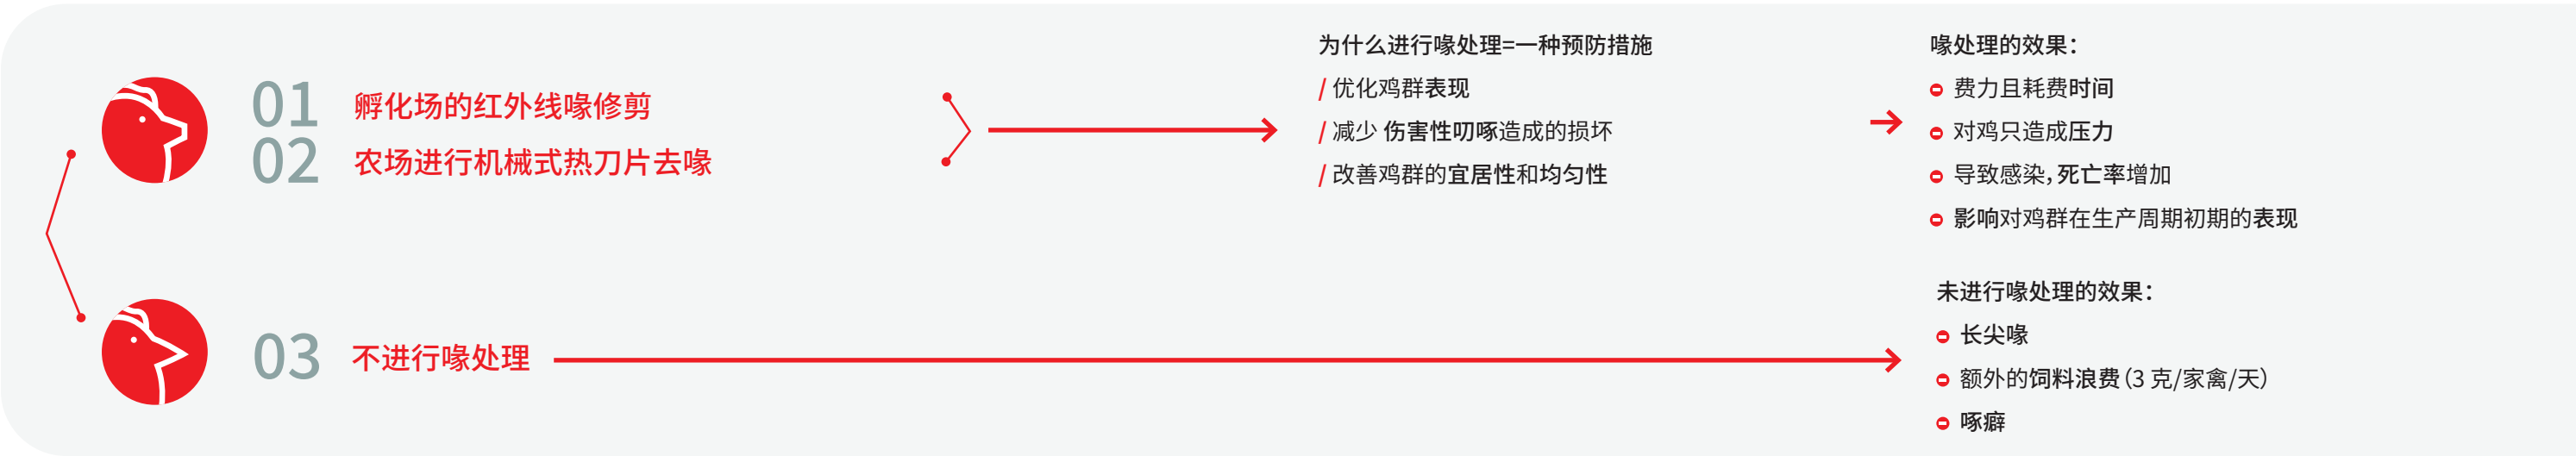 01 孵化场的红外线喙修剪
02 农场进行机械式热刀片去喙
为什么进行喙处理=一种预防措施
/ 优化鸡群表现
/ 减少 伤害性叨啄造成的损坏
/ 改善鸡群的宜居性和均匀性
喙处理的效果：
费力且耗费时间
对鸡只造成压力
导致感染，死亡率增加
影响对鸡群在生产周期初期的表现
03 不进行喙处理
未进行喙处理的效果：
长尖喙
额外的饲料浪费（3 克/家禽/天）
啄癖